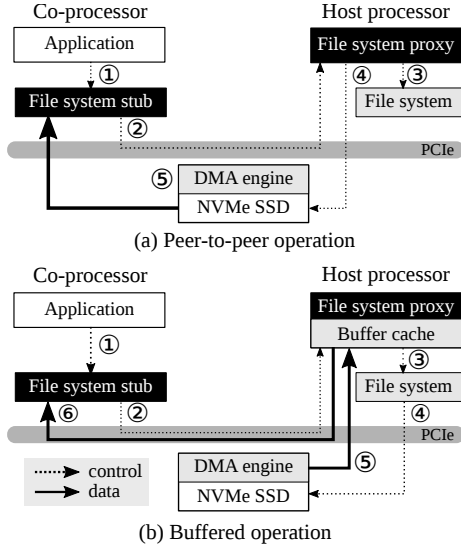 Co-processor
Host processor
Application
File system proxy
①
④
③
File system stub
File system
②
PCIe
⑤
DMA engine
NVMe SSD
(a) Peer-to-peer operation
Co-processor
Host processor
Application
File system proxy
Buffer cache
①
③
File system stub
File system
⑥
②
④
PCIe
control
data
DMA engine
⑤
NVMe SSD
(b) Buffered operation